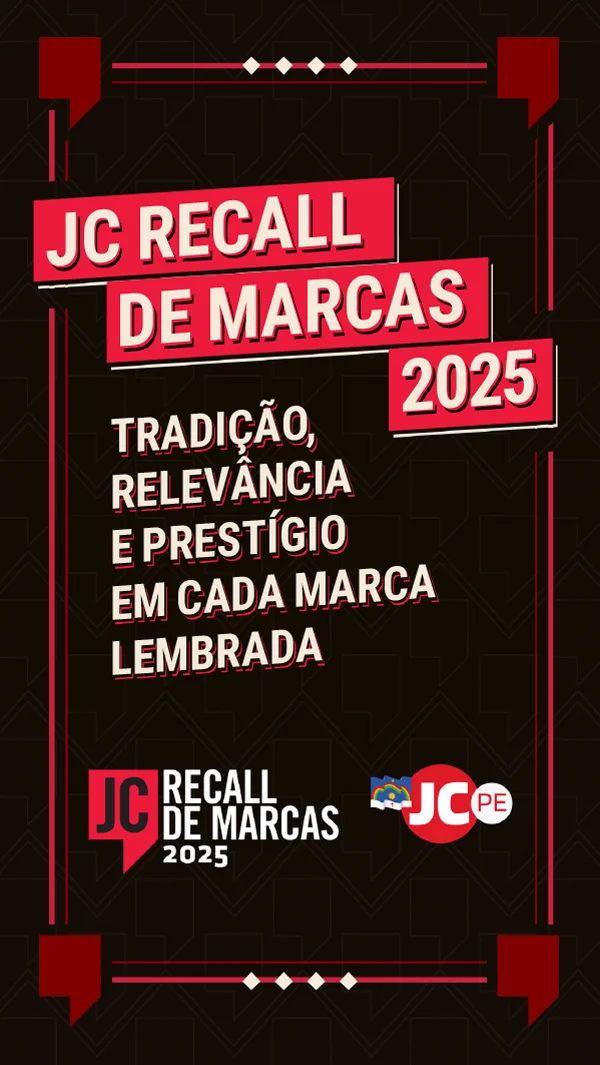 JC RECALL
DE MARCAS
2025
TRADIÇÃO,
RELEVÂNCIA
E PRESTÍGIO
EM CADA MARCA
LEMBRADA
JC RECALL
DE MARCAS
2025
JC PE